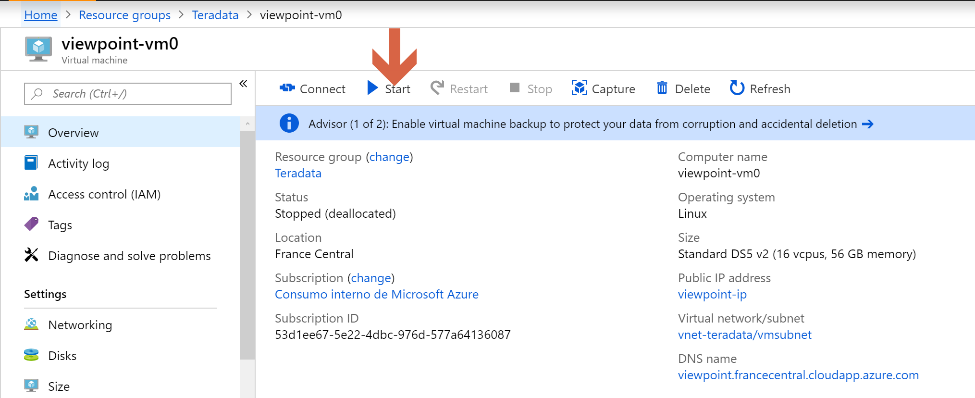 Home > Resource groups > Teradata > viewpoint-vm0
viewpoint-vm0
Virtual machine
Search (Ctrl+/)
«
Overview
Activity log
Access control (IAM)
Tags
Diagnose and solve problems
Settings
Networking
Disks
Size
Connect Start Restart Stop Capture Delete Refresh
Advisor (1 of 2): Enable virtual machine backup to protect your data from corruption and accidental deletion →
Resource group (change)
Teradata
Status
Stopped (deallocated)
Location
France Central
Subscription (change)
Consumo interno de Microsoft Azure
Subscription ID
53d1ee67-5e22-4dbc-976d-577a64136087
Computer name
viewpoint-vm0
Operating system
Linux
Size
Standard DS5 v2 (16 vcpus, 56 GB memory)
Public IP address
viewpoint-ip
Virtual network/subnet
vnet-teradata/vmsubnet
DNS name
viewpoint.francecentral.cloudapp.azure.com